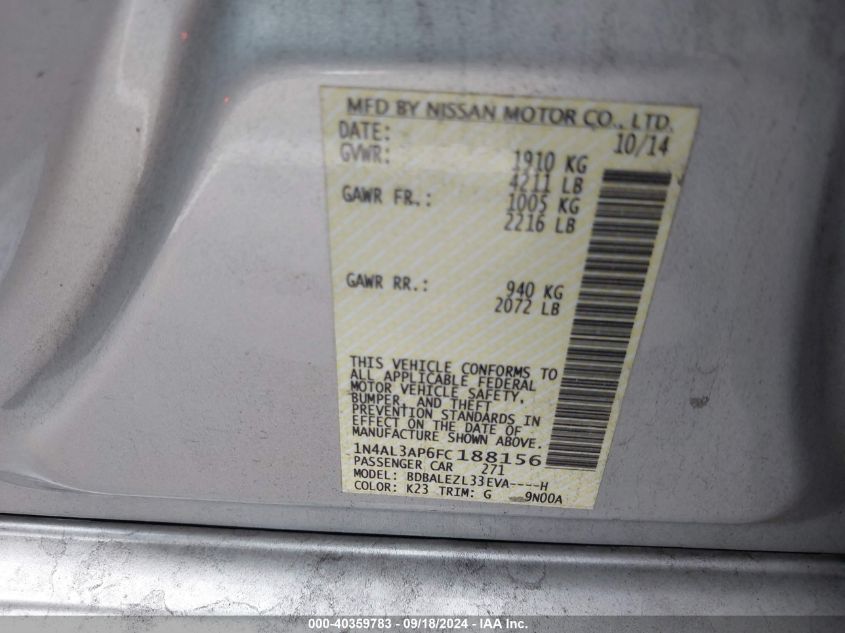 MFD BY NISSAN MOTOR CO., LTD.
DATE: 10/14
GVWR: 1910 KG
4211 LB
GAWR FR.: 1005 KG
2216 LB
GAWR RR.: 940 KG
2072 LB
THIS VEHICLE CONFORMS TO
ALL APPLICABLE FEDERAL
MOTOR VEHICLE SAFETY,
BUMPER, AND THEFT
PREVENTION STANDARDS IN
EFFECT ON THE DATE OF
MANUFACTURE SHOWN ABOVE.
1N4AL3AP6FC188156
PASSENGER CAR 271
MODEL: BDBALEZL33EVA----H
COLOR: K23 TRIM: G 9N00A
000-40359783 - 09/18/2024 - IAA Inc.